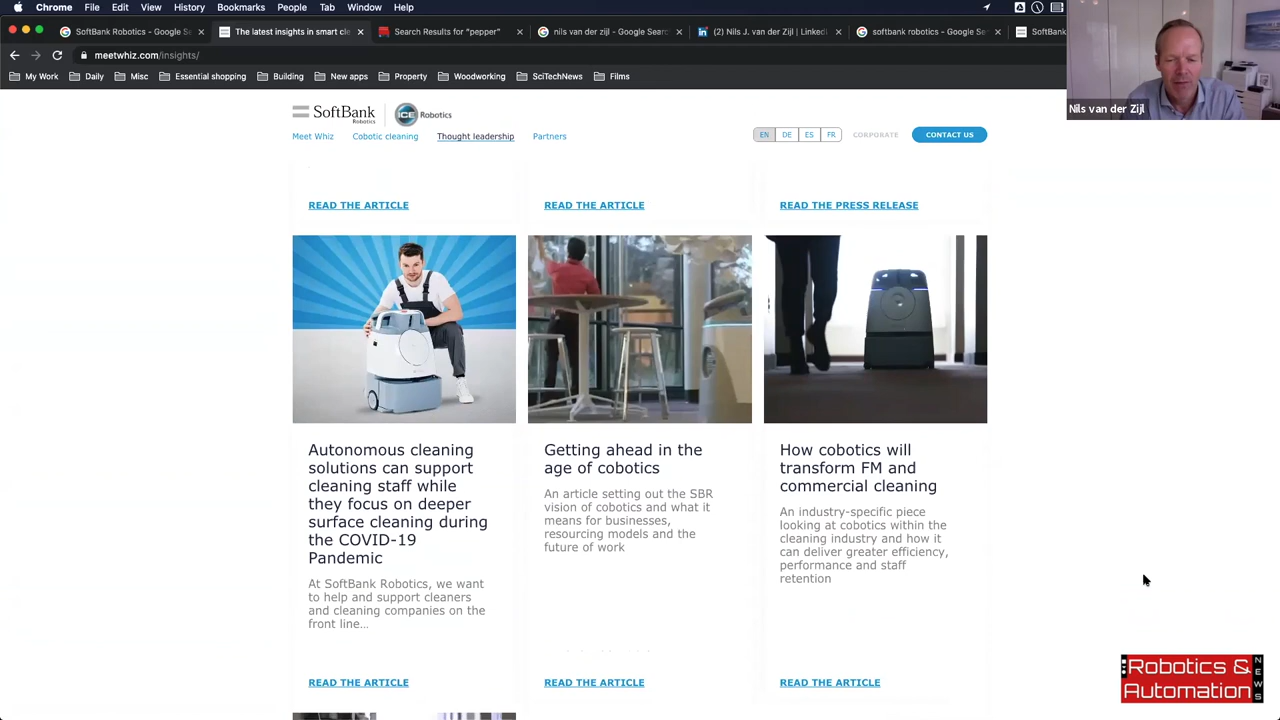 Chrome File Edit View History Bookmarks People Tab Window Help
SoftBank Robotics - Google Se
The latest insights in smart cle
Search Results for "pepper"
nils van der zijl - Google Searc
(2) Nils J. van der Zijl | LinkedI
softbank robotics - Google Se
SoftBank
meetwhiz.com/insights/
My Work Daily Misc Essential shopping Building New apps Property Woodworking SciTechNews Films
Nils van der Zijl
SoftBank
Robotics
ICE Robotics
Meet Whiz Cobotic cleaning Thought leadership Partners
EN DE ES FR CORPORATE CONTACT US
READ THE ARTICLE
READ THE ARTICLE
READ THE PRESS RELEASE
Autonomous cleaning
solutions can support
cleaning staff while
they focus on deeper
surface cleaning during
the COVID-19
Pandemic
At SoftBank Robotics, we want
to help and support cleaners
and cleaning companies on the
front line...
READ THE ARTICLE
Getting ahead in the
age of cobotics
An article setting out the SBR
vision of cobotics and what it
means for businesses,
resourcing models and the
future of work
READ THE ARTICLE
How cobotics will
transform FM and
commercial cleaning
An industry-specific piece
looking at cobotics within the
cleaning industry and how it
can deliver greater efficiency,
performance and staff
retention
READ THE ARTICLE
Robotics &
Automation
NEWS